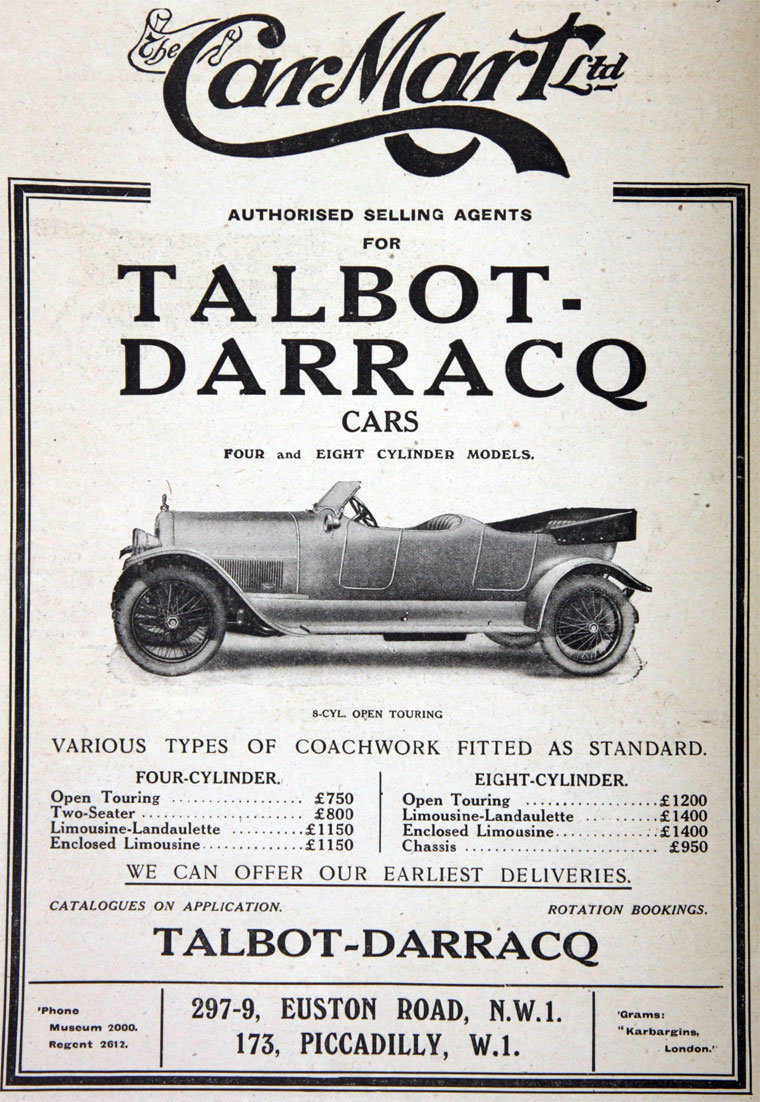 The Car Mart Ltd
AUTHORISED SELLING AGENTS
FOR
TALBOT-
DARRACQ
CARS
FOUR and EIGHT CYLINDER MODELS.
8-CYL. OPEN TOURING
VARIOUS TYPES OF COACHWORK FITTED AS STANDARD.
FOUR-CYLINDER.
Open Touring .................. £750
Two-Seater ...................... £800
Limousine-Landaulette ............ £1150
Enclosed Limousine .............. £1150
EIGHT-CYLINDER.
Open Touring .................. £1200
Limousine-Landaulette .......... £1400
Enclosed Limousine .............. £1400
Chassis .......................... £950
WE CAN OFFER OUR EARLIEST DELIVERIES.
CATALOGUES ON APPLICATION. ROTATION BOOKINGS.
TALBOT-DARRACQ
'Phone
Museum 2000.
Regent 2612.
297-9, EUSTON ROAD, N.W.1.
173, PICCADILLY, W.1.
'Grams:
"Karbargins,
London."